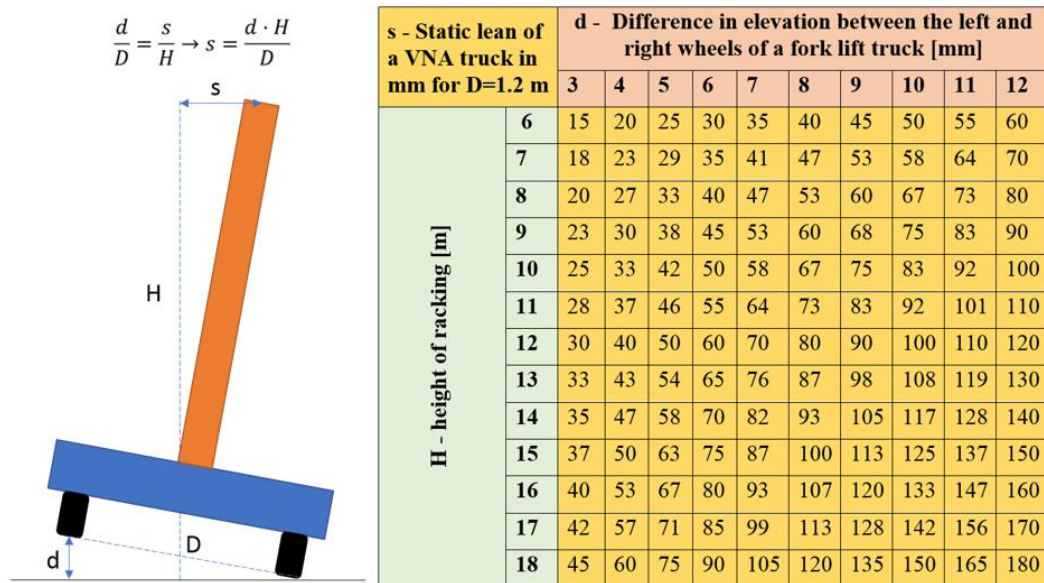 d/D = s/H → s = d · H/D
s
H
D
d
s - Static lean of a VNA truck in mm for D=1.2 m
d - Difference in elevation between the left and right wheels of a fork lift truck [mm]
3 4 5 6 7 8 9 10 11 12
H - height of racking [m]
6 15 20 25 30 35 40 45 50 55 60
7 18 23 29 35 41 47 53 58 64 70
8 20 27 33 40 47 53 60 67 73 80
9 23 30 38 45 53 60 68 75 83 90
10 25 33 42 50 58 67 75 83 92 100
11 28 37 46 55 64 73 83 92 101 110
12 30 40 50 60 70 80 90 100 110 120
13 33 43 54 65 76 87 98 108 119 130
14 35 47 58 70 82 93 105 117 128 140
15 37 50 63 75 87 100 113 125 137 150
16 40 53 67 80 93 107 120 133 147 160
17 42 57 71 85 99 113 128 142 156 170
18 45 60 75 90 105 120 135 150 165 180